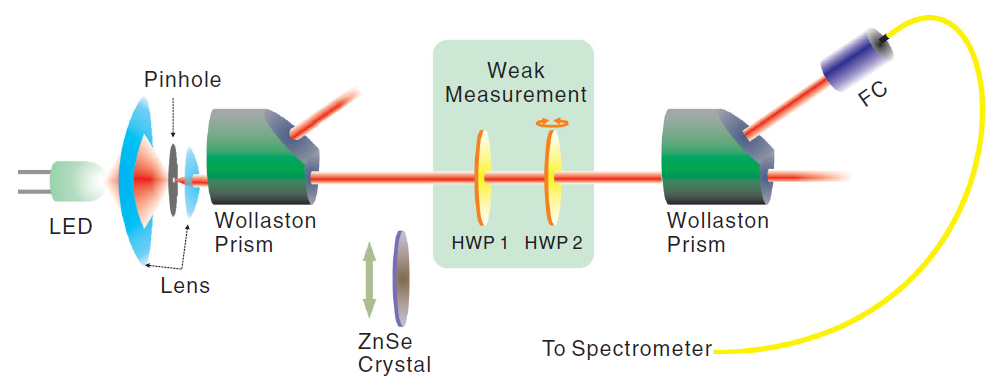 Pinhole
LED
Lens
Wollaston
Prism
ZnSe
Crystal
Weak
Measurement
HWP 1
HWP 2
Wollaston
Prism
FC
To Spectrometer